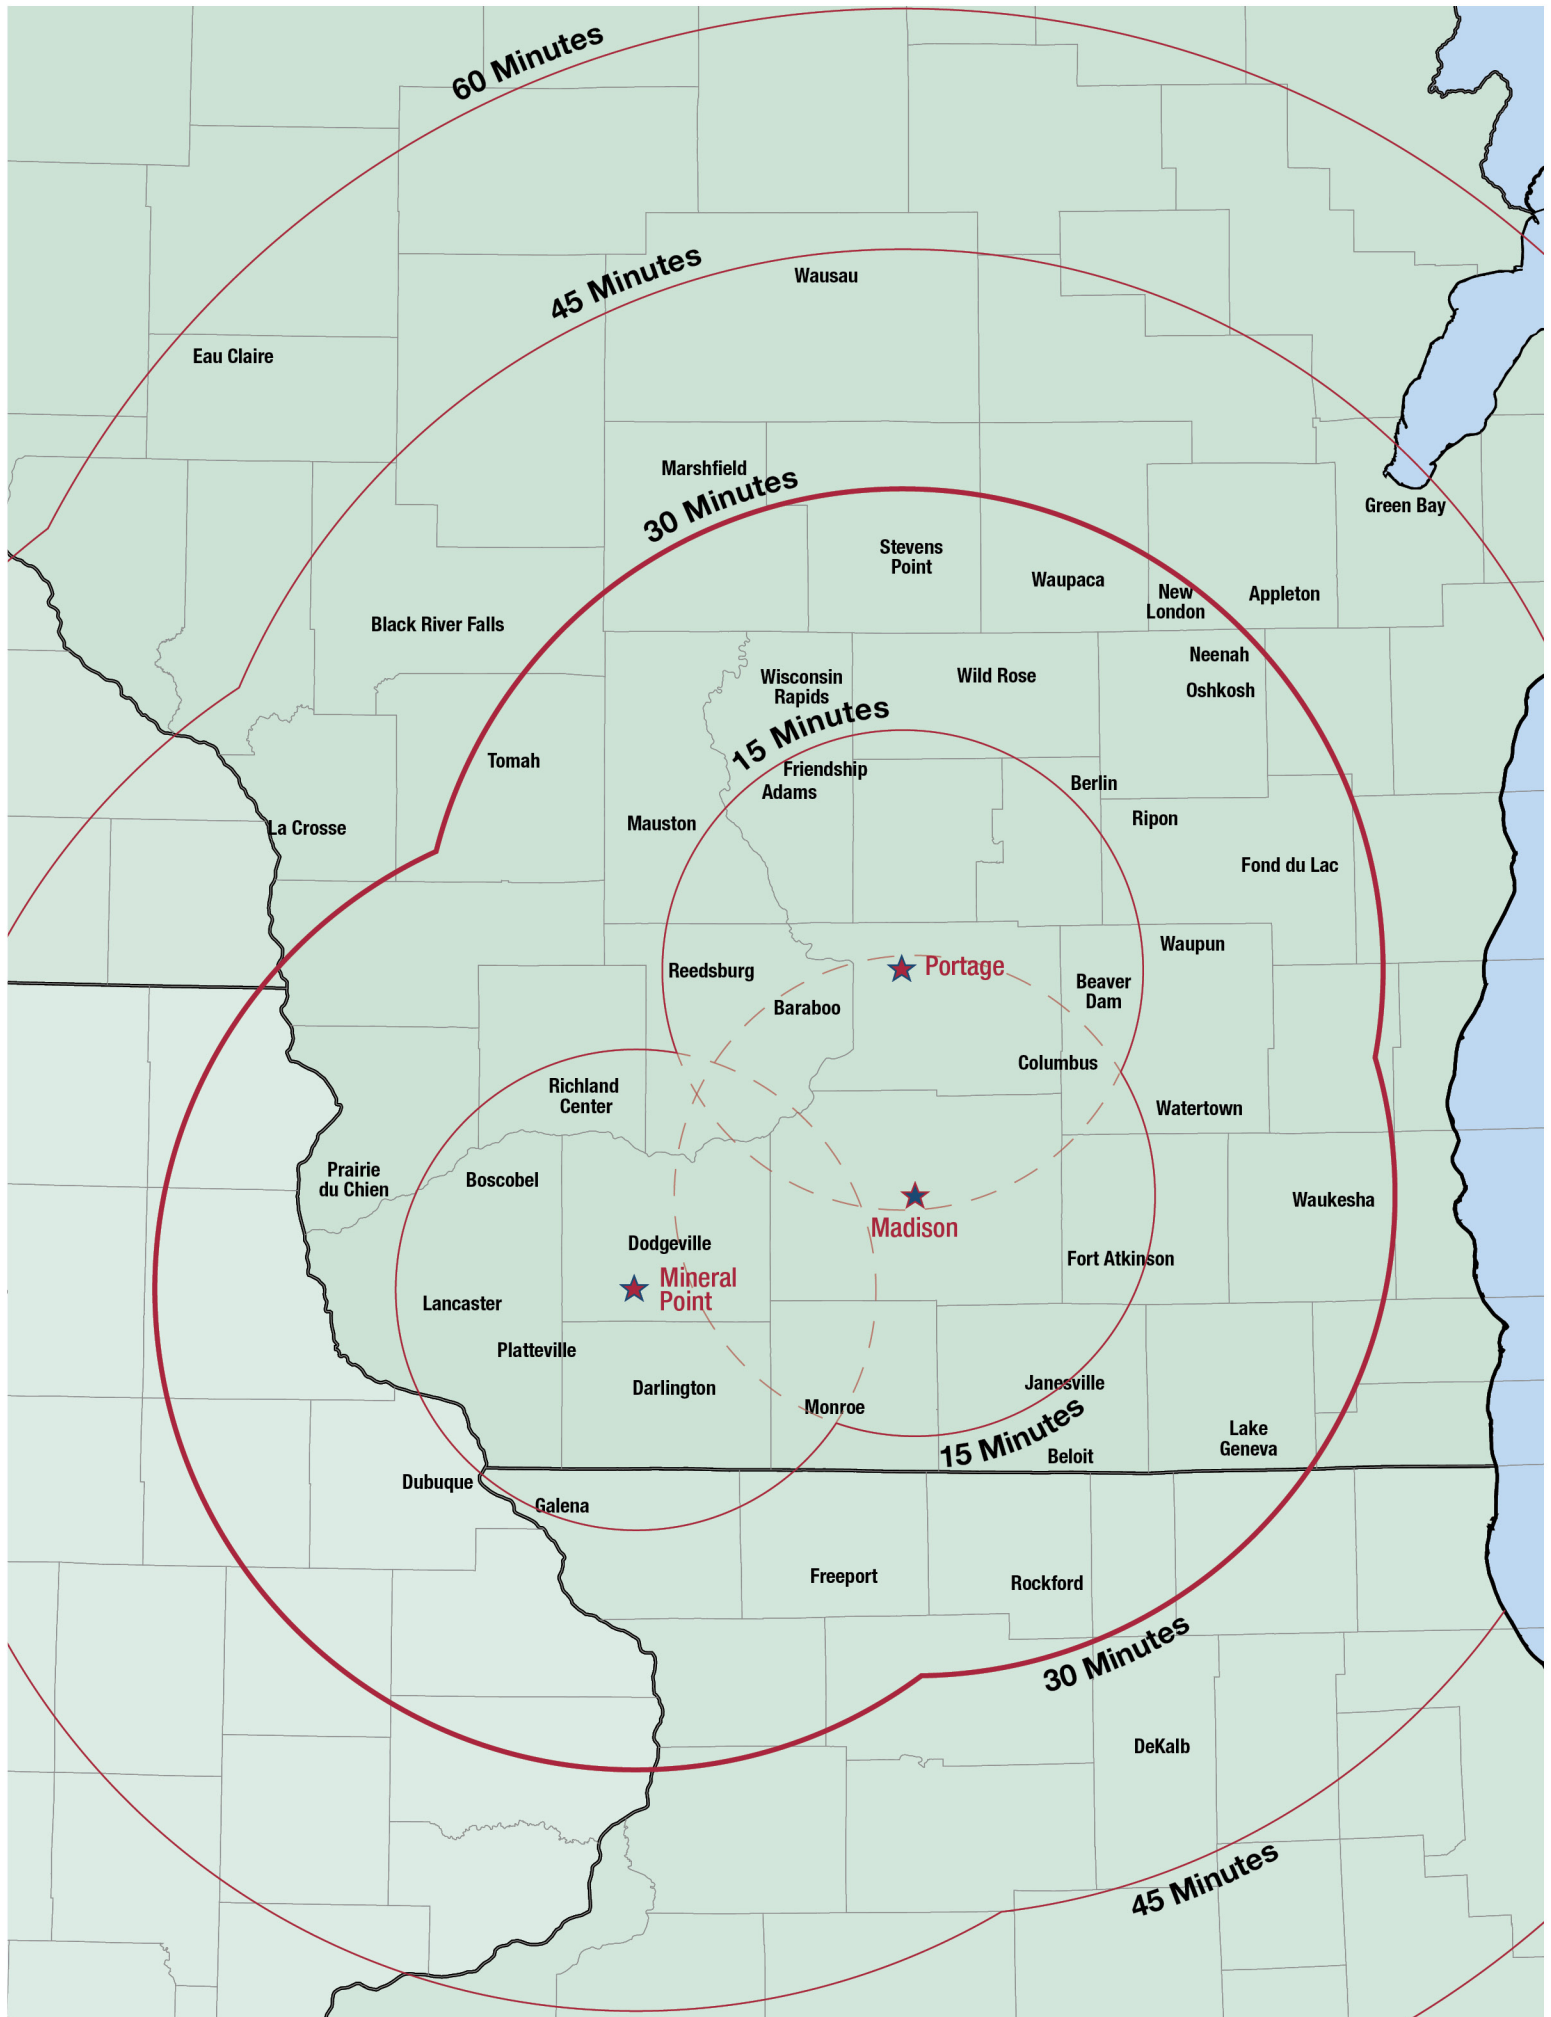 60 Minutes
45 Minutes
Wausau
Eau Claire
Marshfield
30 Minutes
Green Bay
Stevens
Point
Waupaca
New
London
Appleton
Black River Falls
Neenah
Wisconsin
Rapids
Wild Rose
Oshkosh
15 Minutes
Tomah
Friendship
Adams
Berlin
Mauston
Ripon
La Crosse
Fond du Lac
Waupun
Portage
Reedsburg
Beaver
Dam
Baraboo
Columbus
Richland
Center
Watertown
Prairie
du Chien
Boscobel
Waukesha
Madison
Dodgeville
Fort Atkinson
Mineral
Point
Lancaster
Platteville
Darlington
Janesville
Monroe
15 Minutes
Lake
Geneva
Beloit
Dubuque
Galena
Freeport
Rockford
30 Minutes
DeKalb
45 Minutes